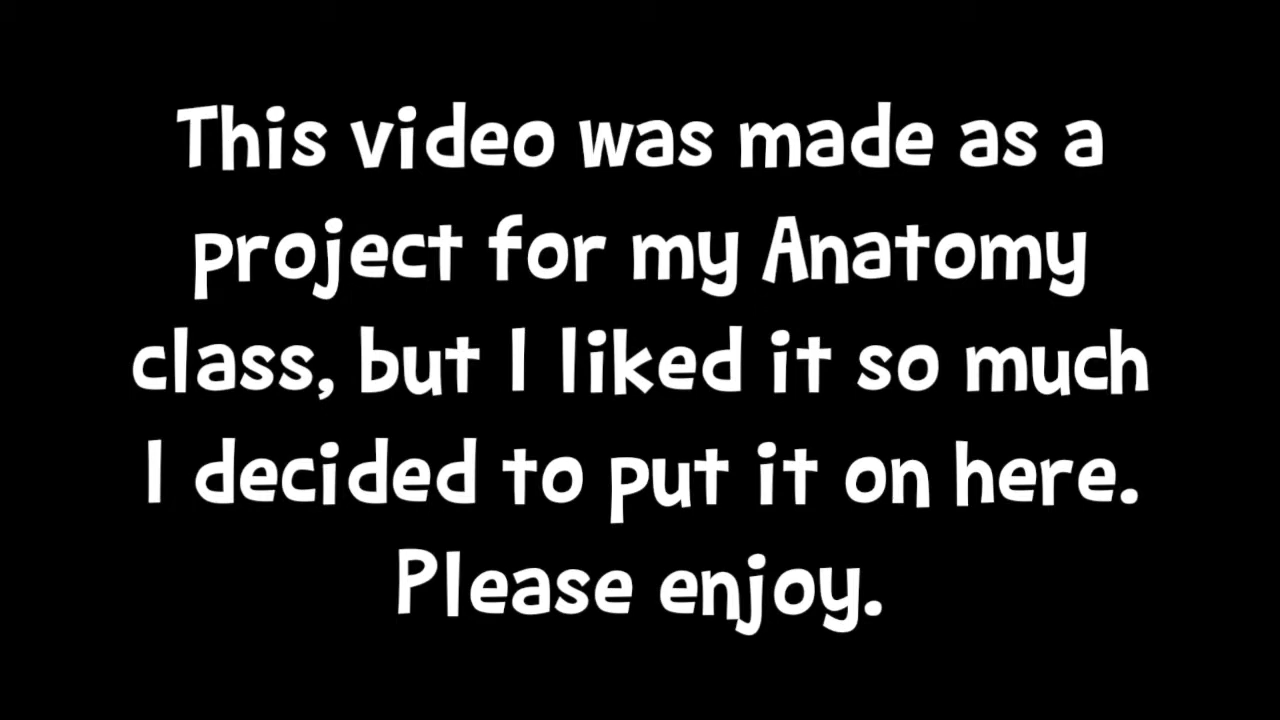 This video was made as a
project for my Anatomy
class, but I liked it so much
I decided to put it on here.
Please enjoy.